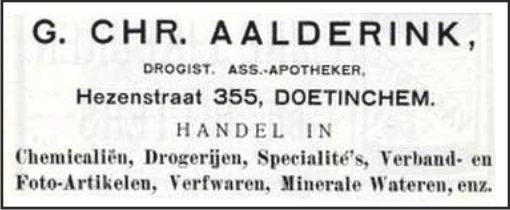 G. CHR. AALDERINK,
DROGIST. ASS.-APOTHEKER,
Hezenstraat 355, DOETINCHEM.
HANDEL IN
Chemicaliën, Drogerijen, Specialité's, Verband- en
Foto-Artikelen, Verfwaren, Minerale Wateren, enz.